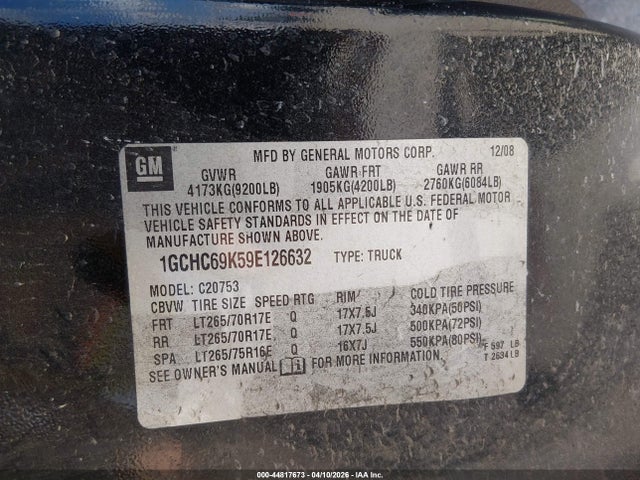 GM
MFD BY GENERAL MOTORS CORP. 12/08
GVWR GAWR FRT GAWR RR
4173KG(9200LB) 1905KG(4200LB) 2760KG(6084LB)
THIS VEHICLE CONFORMS TO ALL APPLICABLE U.S. FEDERAL MOTOR
VEHICLE SAFETY STANDARDS IN EFFECT ON THE DATE OF
MANUFACTURE SHOWN ABOVE.
1GCHC69K59E126632 TYPE: TRUCK
MODEL: C20753
CBVW TIRE SIZE SPEED RTG RIM COLD TIRE PRESSURE
FRT LT265/70R17E Q 17X7.5J 340KPA(50PSI)
RR LT265/70R17E Q 17X7.5J 500KPA(72PSI)
SPA LT265/75R16E Q 16X7J 550KPA(80PSI)
SEE OWNER'S MANUAL FOR MORE INFORMATION.
F 597 LB
T 2634 LB
000-44817673 - 04/10/2026 - IAA Inc.